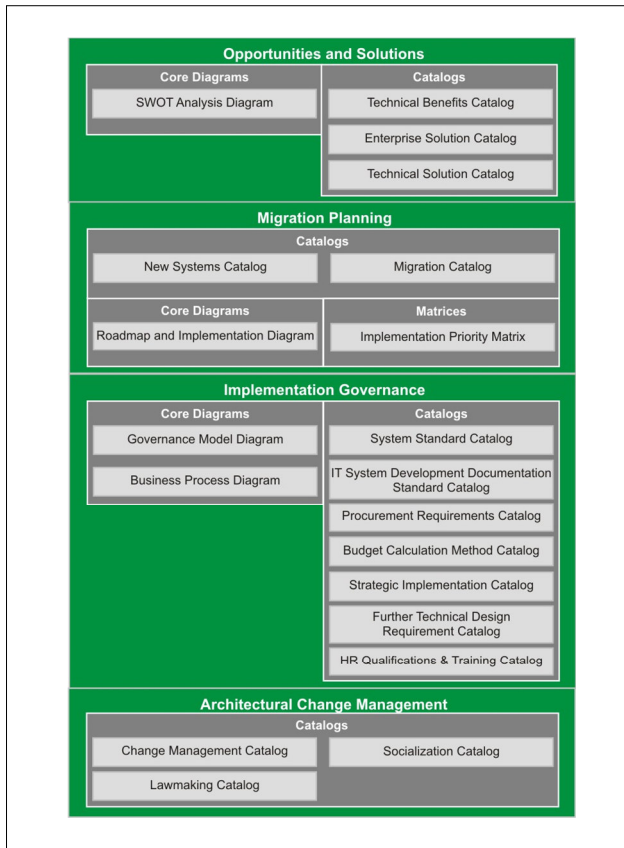 Opportunities and Solutions
Core Diagrams
SWOT Analysis Diagram
Catalogs
Technical Benefits Catalog
Enterprise Solution Catalog
Technical Solution Catalog
Migration Planning
Catalogs
New Systems Catalog
Migration Catalog
Core Diagrams
Roadmap and Implementation Diagram
Matrices
Implementation Priority Matrix
Implementation Governance
Core Diagrams
Governance Model Diagram
Business Process Diagram
Catalogs
System Standard Catalog
IT System Development Documentation
Standard Catalog
Procurement Requirements Catalog
Budget Calculation Method Catalog
Strategic Implementation Catalog
Further Technical Design
Requirement Catalog
HR Qualifications & Training Catalog
Architectural Change Management
Catalogs
Change Management Catalog
Socialization Catalog
Lawmaking Catalog